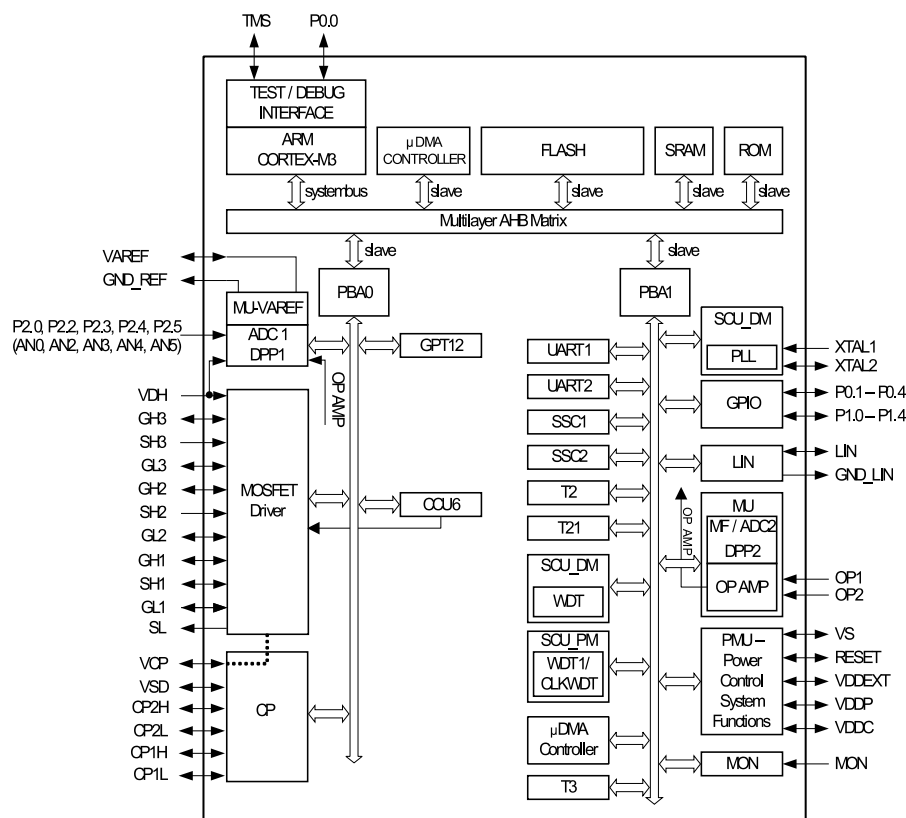 TMS P0.0
TEST / DEBUG
INTERFACE
ARM
CORTEX-M3
µDMA
CONTROLLER
FLASH
SRAM
ROM
systembus
slave
slave
slave
slave
Multilayer AHB Matrix
slave
slave
PBA0
PBA1
VAREF
GND_REF
MU-VAREF
ADC 1
DPP1
P2.0, P2.2, P2.3, P2.4, P2.5
(AN0, AN2, AN3, AN4, AN5)
GPT12
OP AMP
VDH
GH3
SH3
GL3
GH2
SH2
GL2
GH1
SH1
GL1
SL
MOSFET
Driver
CCU6
VCP
VSD
CP2H
CP2L
CP1H
CP1L
CP
UART1
UART2
SSC1
SSC2
T2
T21
SCU_DM
WDT
SCU_PM
WDT1/
CLKWDT
µDMA
Controller
T3
SCU_DM
PLL
XTAL1
XTAL2
GPIO
P0.1 – P0.4
P1.0 – P1.4
LIN
LIN
GND_LIN
OP AMP
MU
MF / ADC2
DPP2
OP AMP
OP1
OP2
PMU –
Power
Control
System
Functions
VS
RESET
VDDEXT
VDDP
VDDC
MON
MON